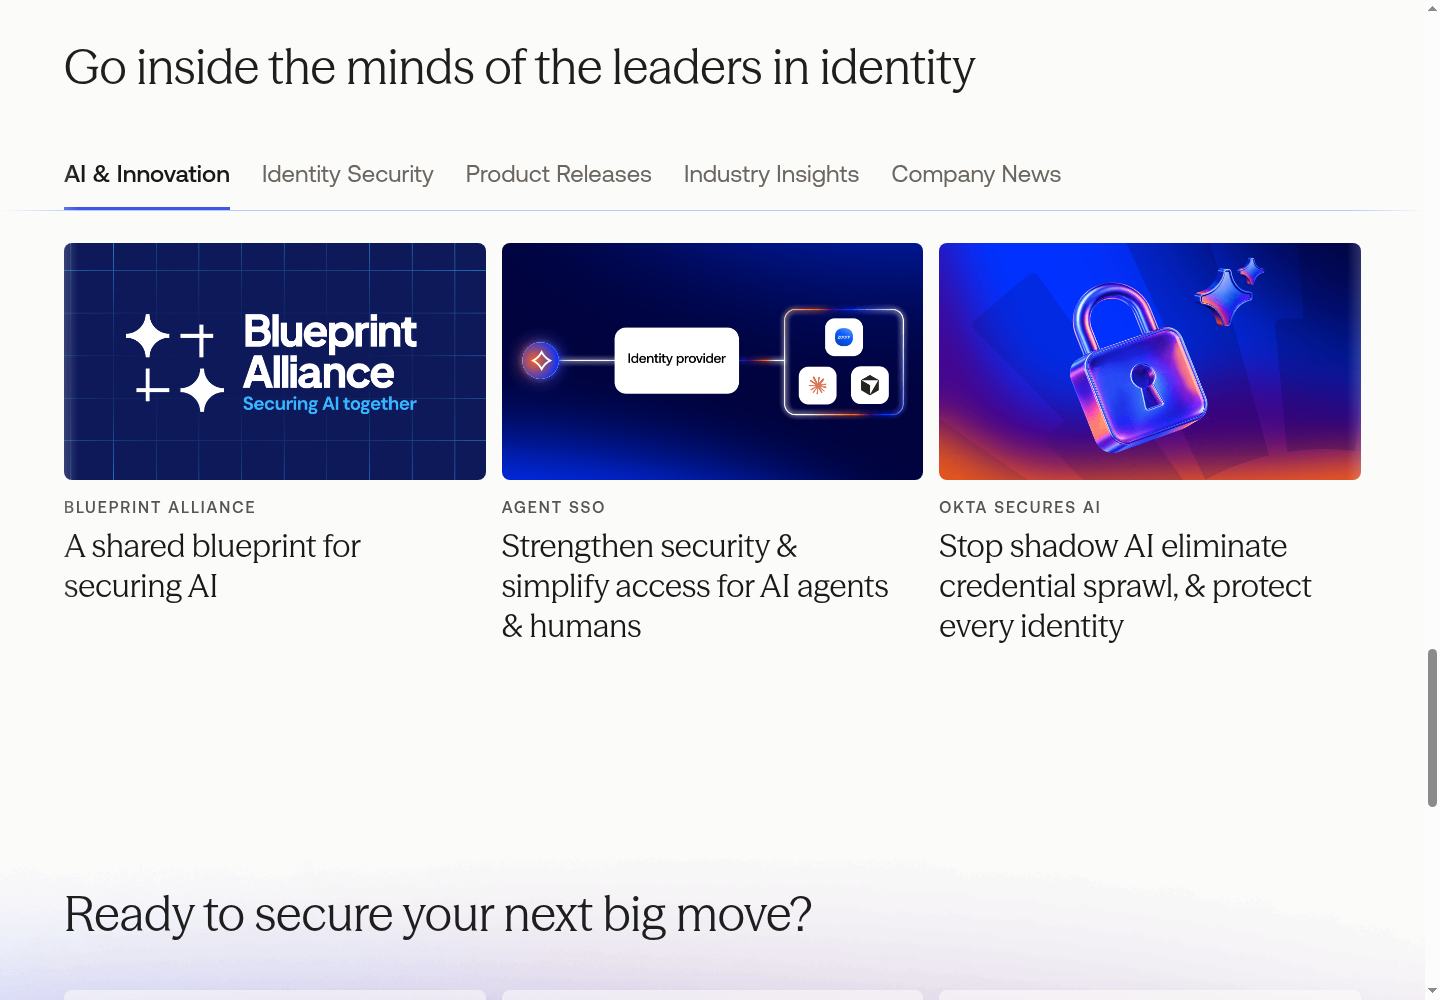 Go inside the minds of the leaders in identity
AI & Innovation
Identity Security
Product Releases
Industry Insights
Company News
Blueprint
Alliance
Securing AI together
BLUEPRINT ALLIANCE
A shared blueprint for
securing AI
Identity provider
zoom
AGENT SSO
Strengthen security &
simplify access for AI agents
& humans
OKTA SECURES AI
Stop shadow AI eliminate
credential sprawl, & protect
every identity
Ready to secure your next big move?